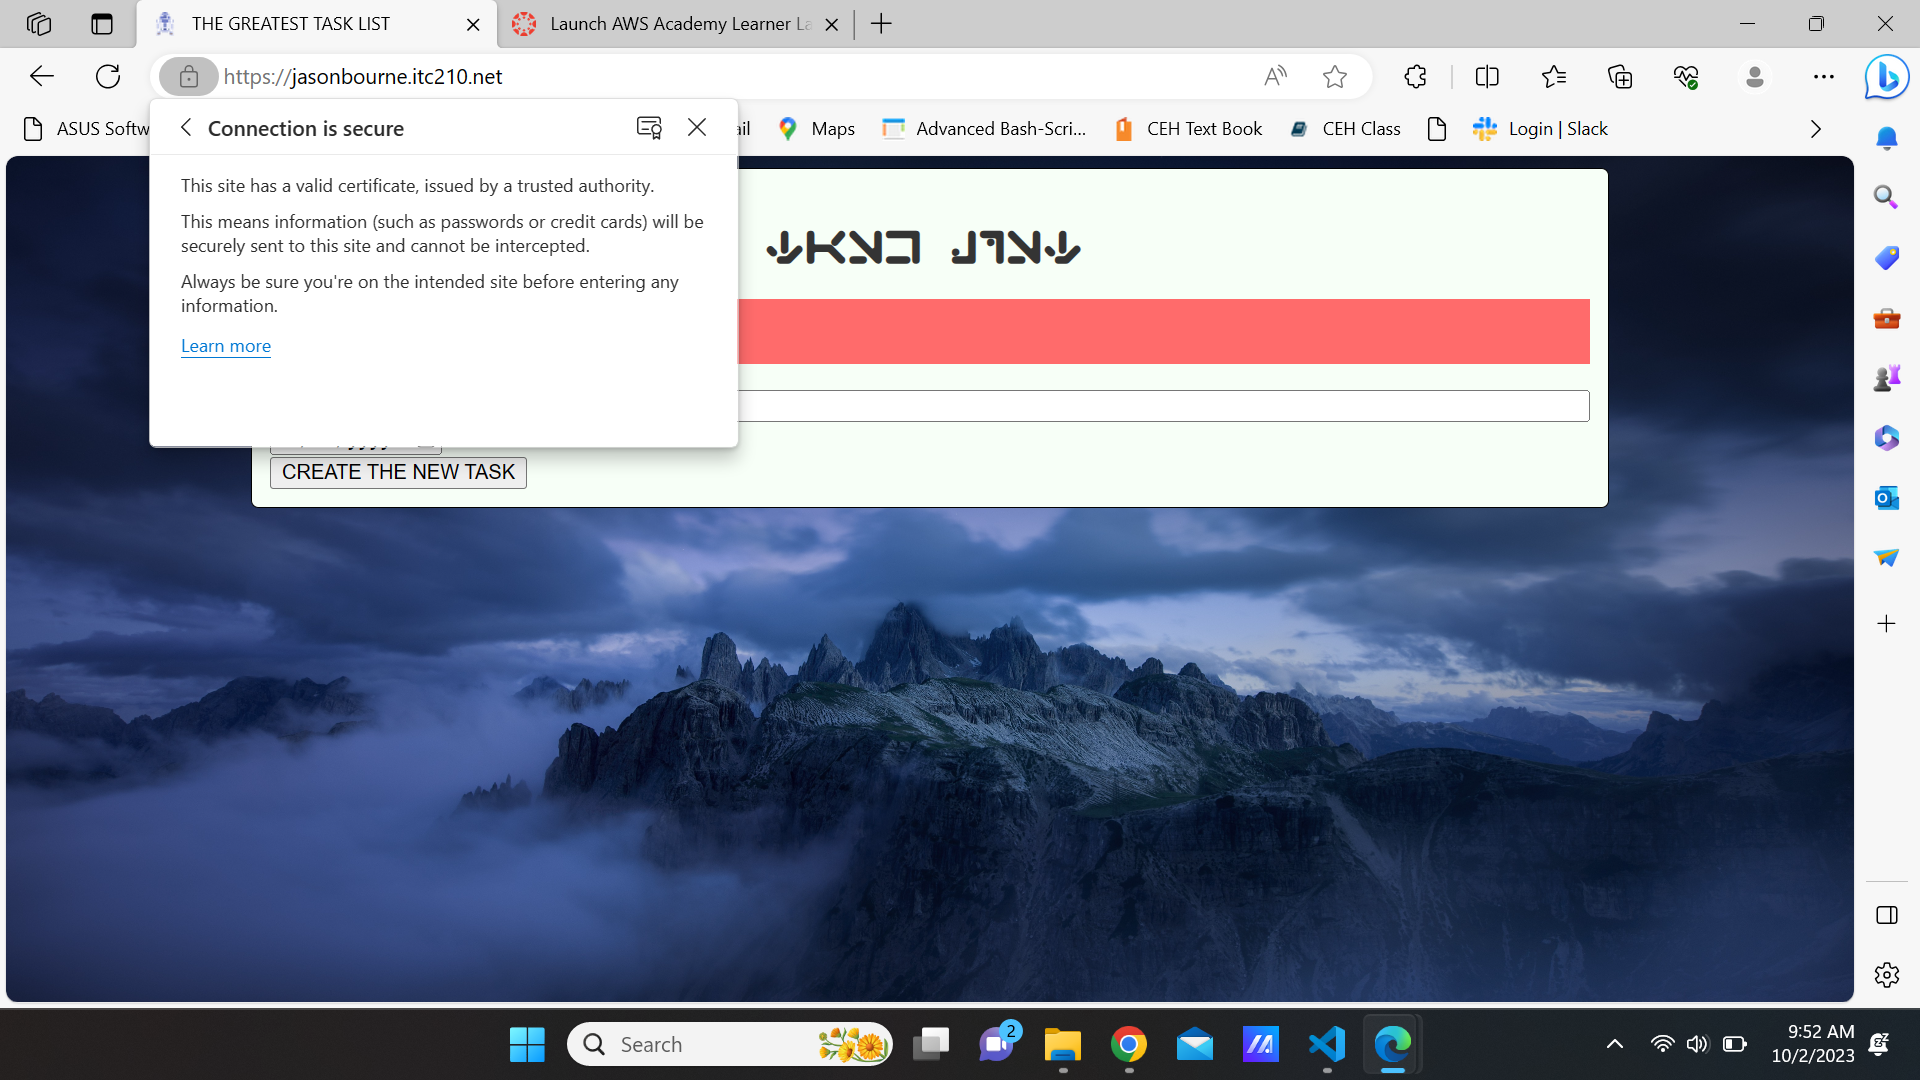 THE GREATEST TASK LIST
Launch AWS Academy Learner La
https://jasonbourne.itc210.net
ASUS Softw
ail
Maps
Advanced Bash-Scri...
CEH Text Book
CEH Class
Login | Slack
Connection is secure
This site has a valid certificate, issued by a trusted authority.
This means information (such as passwords or credit cards) will be
securely sent to this site and cannot be intercepted.
Always be sure you're on the intended site before entering any
information.
Learn more
CREATE THE NEW TASK
Search
2
9:52 AM
10/2/2023